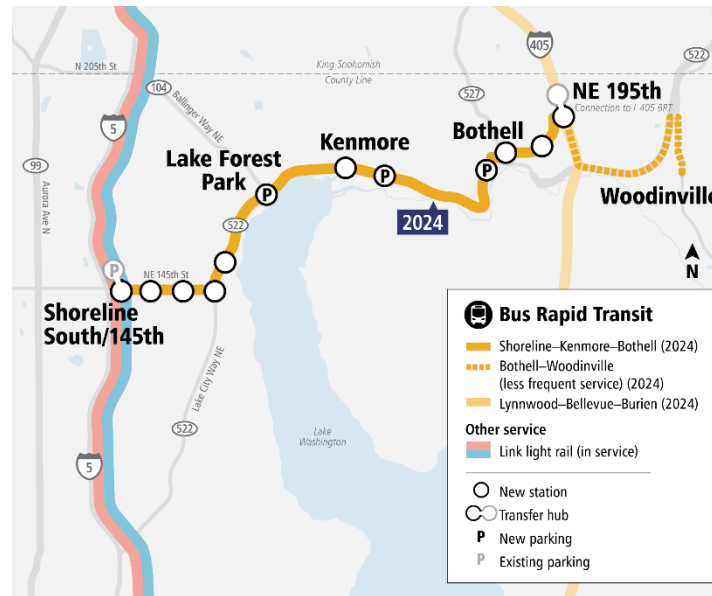 N 205th St
104
King-Snohomish
County Line
405
522
527
NE 195th
Connection to I 405 BRT
5
Ballinger Way NE
Kenmore
Bothell
99
Lake Forest
Park
P
P
P
Woodinville
Aurora Ave N
2024
522
N
P
NE 145th St
Shoreline
South/145th
Lake City Way NE
522
Lake
Washington
5
Bus Rapid Transit
Shoreline–Kenmore–Bothell (2024)
Bothell–Woodinville
(less frequent service) (2024)
Lynnwood–Bellevue–Burien (2024)
Other service
Link light rail (in service)
New station
Transfer hub
P New parking
P Existing parking